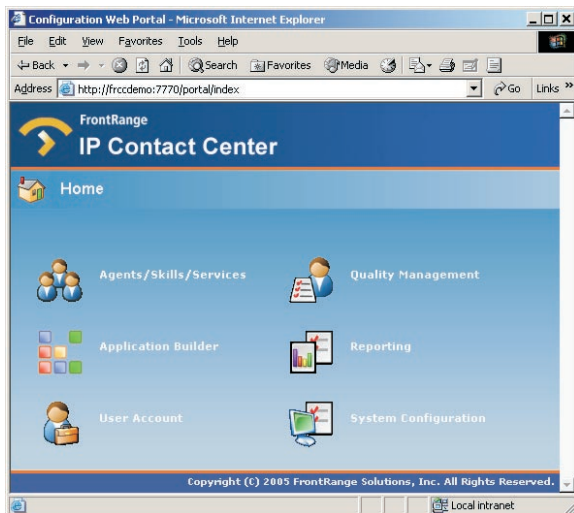 Configuration Web Portal - Microsoft Internet Explorer
File Edit View Favorites Tools Help
Back Search Favorites Media
Address http://frccdemo:7770/portal/index Go Links »
FrontRange
IP Contact Center
Home
Agents/Skills/Services Quality Management
Application Builder Reporting
User Account System Configuration
Copyright (C) 2005 FrontRange Solutions, Inc. All Rights Reserved.
Local intranet